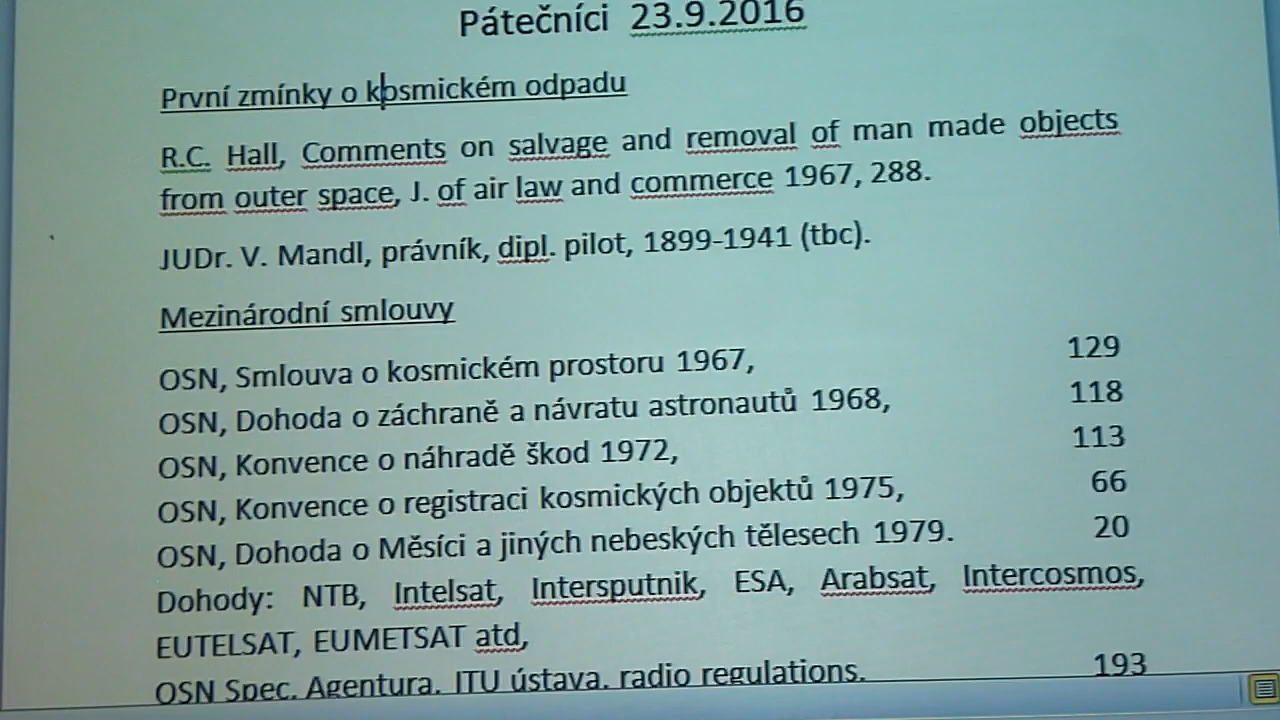 Pátečníci 23.9.2016
První zmínky o kosmickém odpadu
R.C. Hall, Comments on salvage and removal of man made objects
from outer space, J. of air law and commerce 1967, 288.
JUDr. V. Mandl, právník, dipl. pilot, 1899-1941 (tbc).
Mezinárodní smlouvy
OSN, Smlouva o kosmickém prostoru 1967, 129
OSN, Dohoda o záchraně a návratu astronautů 1968, 118
OSN, Konvence o náhradě škod 1972, 113
OSN, Konvence o registraci kosmických objektů 1975, 66
OSN, Dohoda o Měsíci a jiných nebeských tělesech 1979. 20
Dohody: NTB, Intelsat, Intersputnik, ESA, Arabsat, Intercosmos,
EUTELSAT, EUMETSAT atd,
OSN Spec. Agentura, ITU ústava, radio regulations. 193